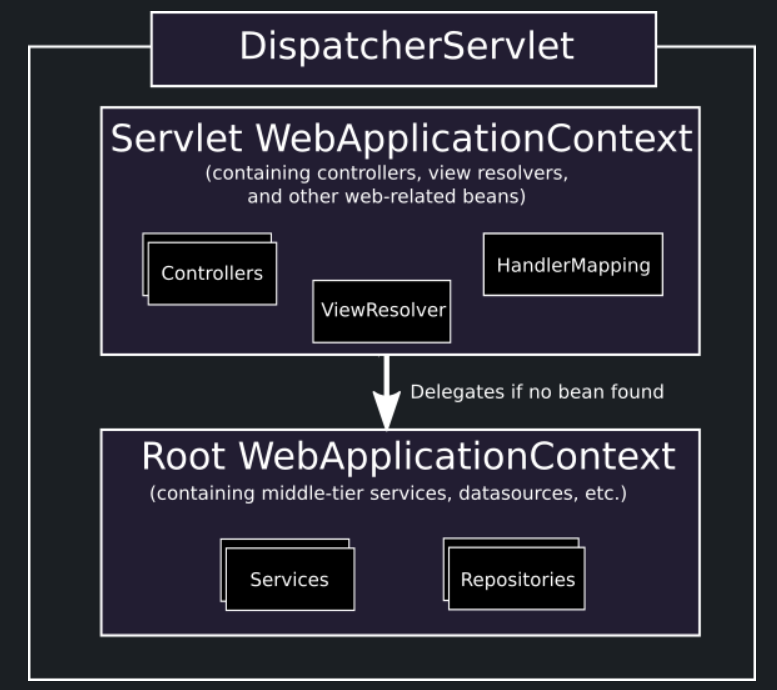 DispatcherServlet
Servlet WebApplicationContext
(containing controllers, view resolvers,
and other web-related beans)
Controllers
HandlerMapping
ViewResolver
Delegates if no bean found
Root WebApplicationContext
(containing middle-tier services, datasources, etc.)
Services
Repositories